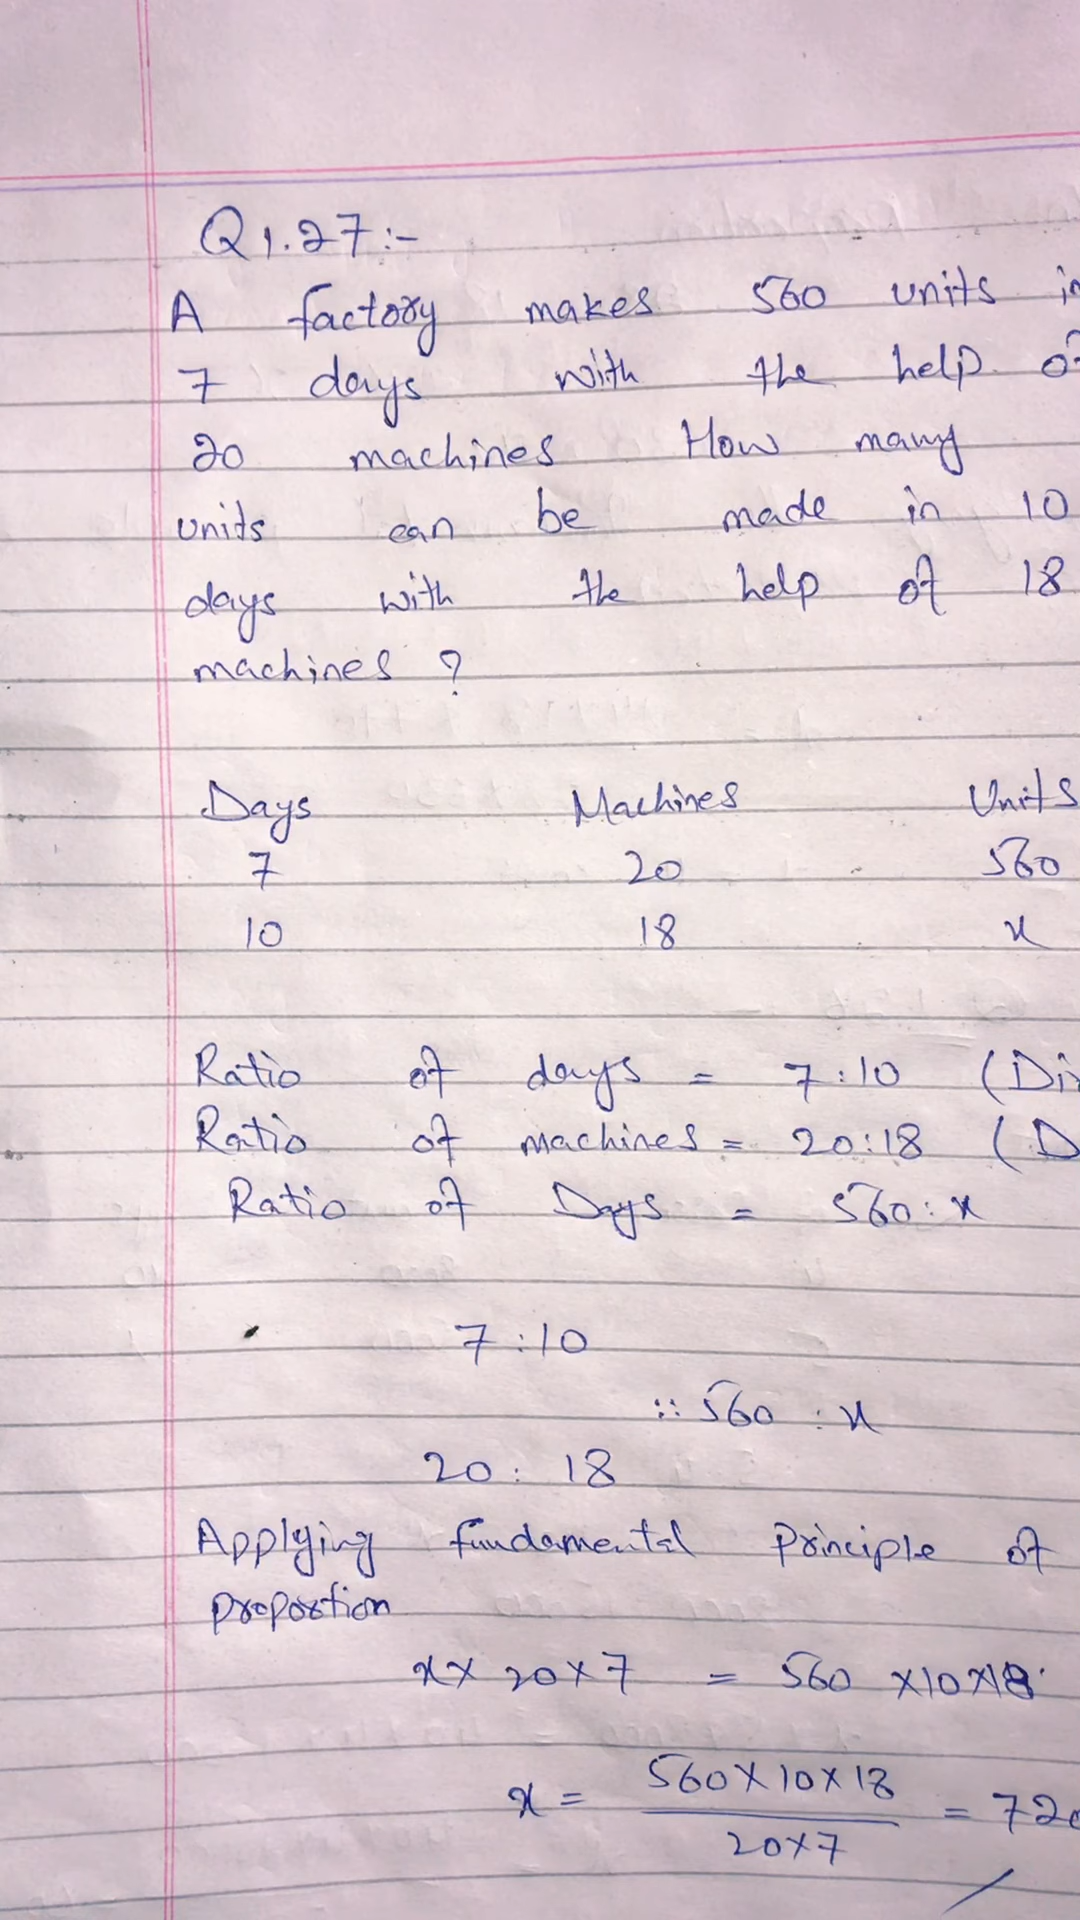 Q1.27:-
A factory makes 560 units in
7 days with the help of
20 machines How many
units can be made in 10
days with the help of 18
machines ?
Days Machines Units
7 20 560
10 18 x
Ratio of days = 7:10 (Di
Ratio of machines = 20:18 (D
Ratio of Days = 560:x
7:10
:: 560 : x
20: 18
Applying fundamental Principle of
proportion
x× 20×7 = 560 ×10×18
x = 560×10×18 / 20×7 = 720